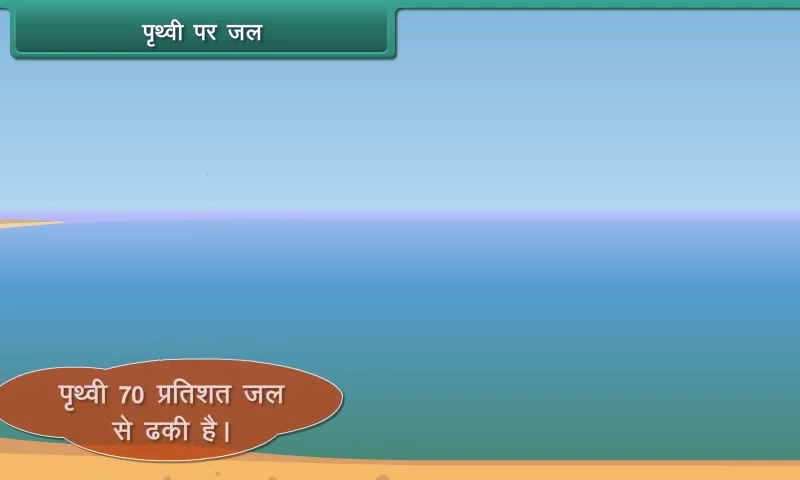 पृथ्वी पर जल
पृथ्वी 70 प्रतिशत जल
से ढकी है।